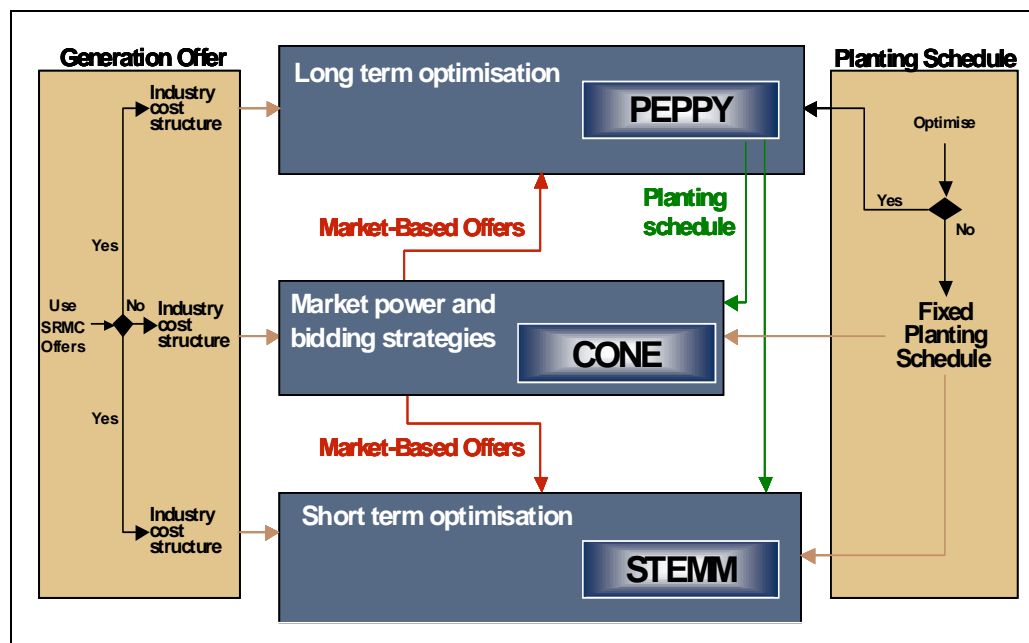 Generation Offer
Industry
cost
structure
Yes
Use
SRMC
Offers
No
Industry
cost
structure
Yes
Industry
cost
structure
Long term optimisation
PEPPY
Market-Based Offers
Planting
schedule
Market power and
bidding strategies
CONE
Market-Based Offers
Short term optimisation
STEMM
Planting Schedule
Optimise
Yes
No
Fixed
Planting
Schedule